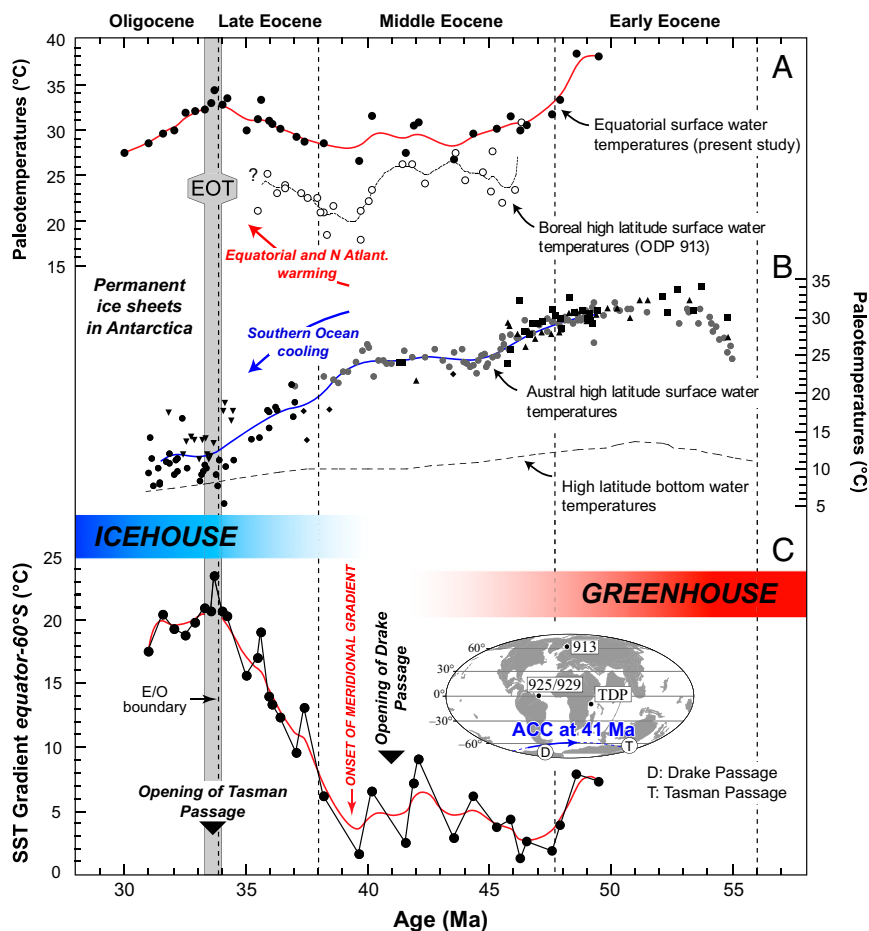 Oligocene Late Eocene Middle Eocene Early Eocene
A
40
35
30
25
20
15
Paleotemperatures (°C)
Equatorial surface water
temperatures (present study)
EOT
?
Boreal high latitude surface water
temperatures (ODP 913)
Equatorial and N Atlant.
warming
B
Permanent
ice sheets
in Antarctica
Southern Ocean
cooling
35
30
25
20
15
10
5
Paleotemperatures (°C)
Austral high latitude surface water
temperatures
High latitude bottom water
temperatures
ICEHOUSE
C
GREENHOUSE
25
20
15
10
5
0
SST Gradient equator-60°S (°C)
E/O
boundary
Opening of Tasman
Passage
ONSET OF MERIDIONAL GRADIENT
Opening of Drake
Passage
60°
30°
0°
−30°
−60°
913
925/929
TDP
ACC at 41 Ma
D
T
D: Drake Passage
T: Tasman Passage
30 35 40 45 50 55
Age (Ma)